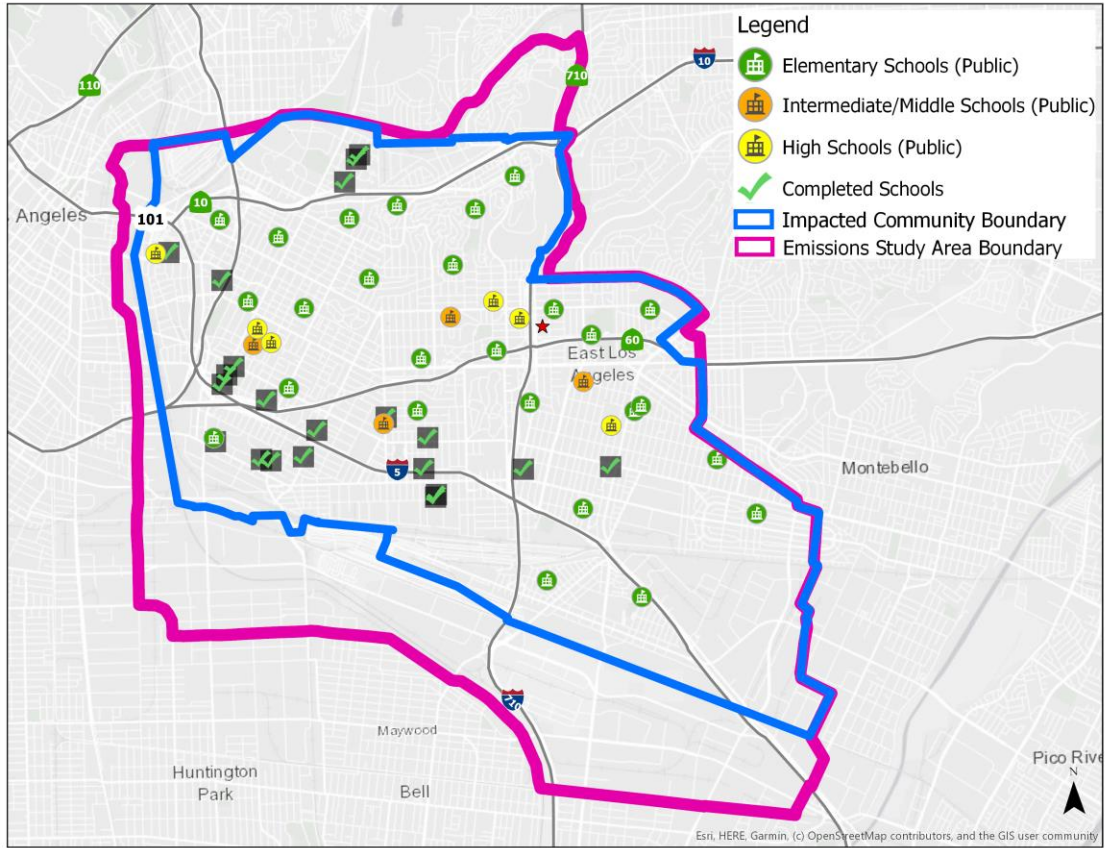 Legend
Elementary Schools (Public)
Intermediate/Middle Schools (Public)
High Schools (Public)
Completed Schools
Impacted Community Boundary
Emissions Study Area Boundary
10
710
110
10
Angeles
101
60
East Los
Angeles
5
Montebello
710
Maywood
Huntington
Park
Bell
Pico Rive
N
Esri, HERE, Garmin, (c) OpenStreetMap contributors, and the GIS user community